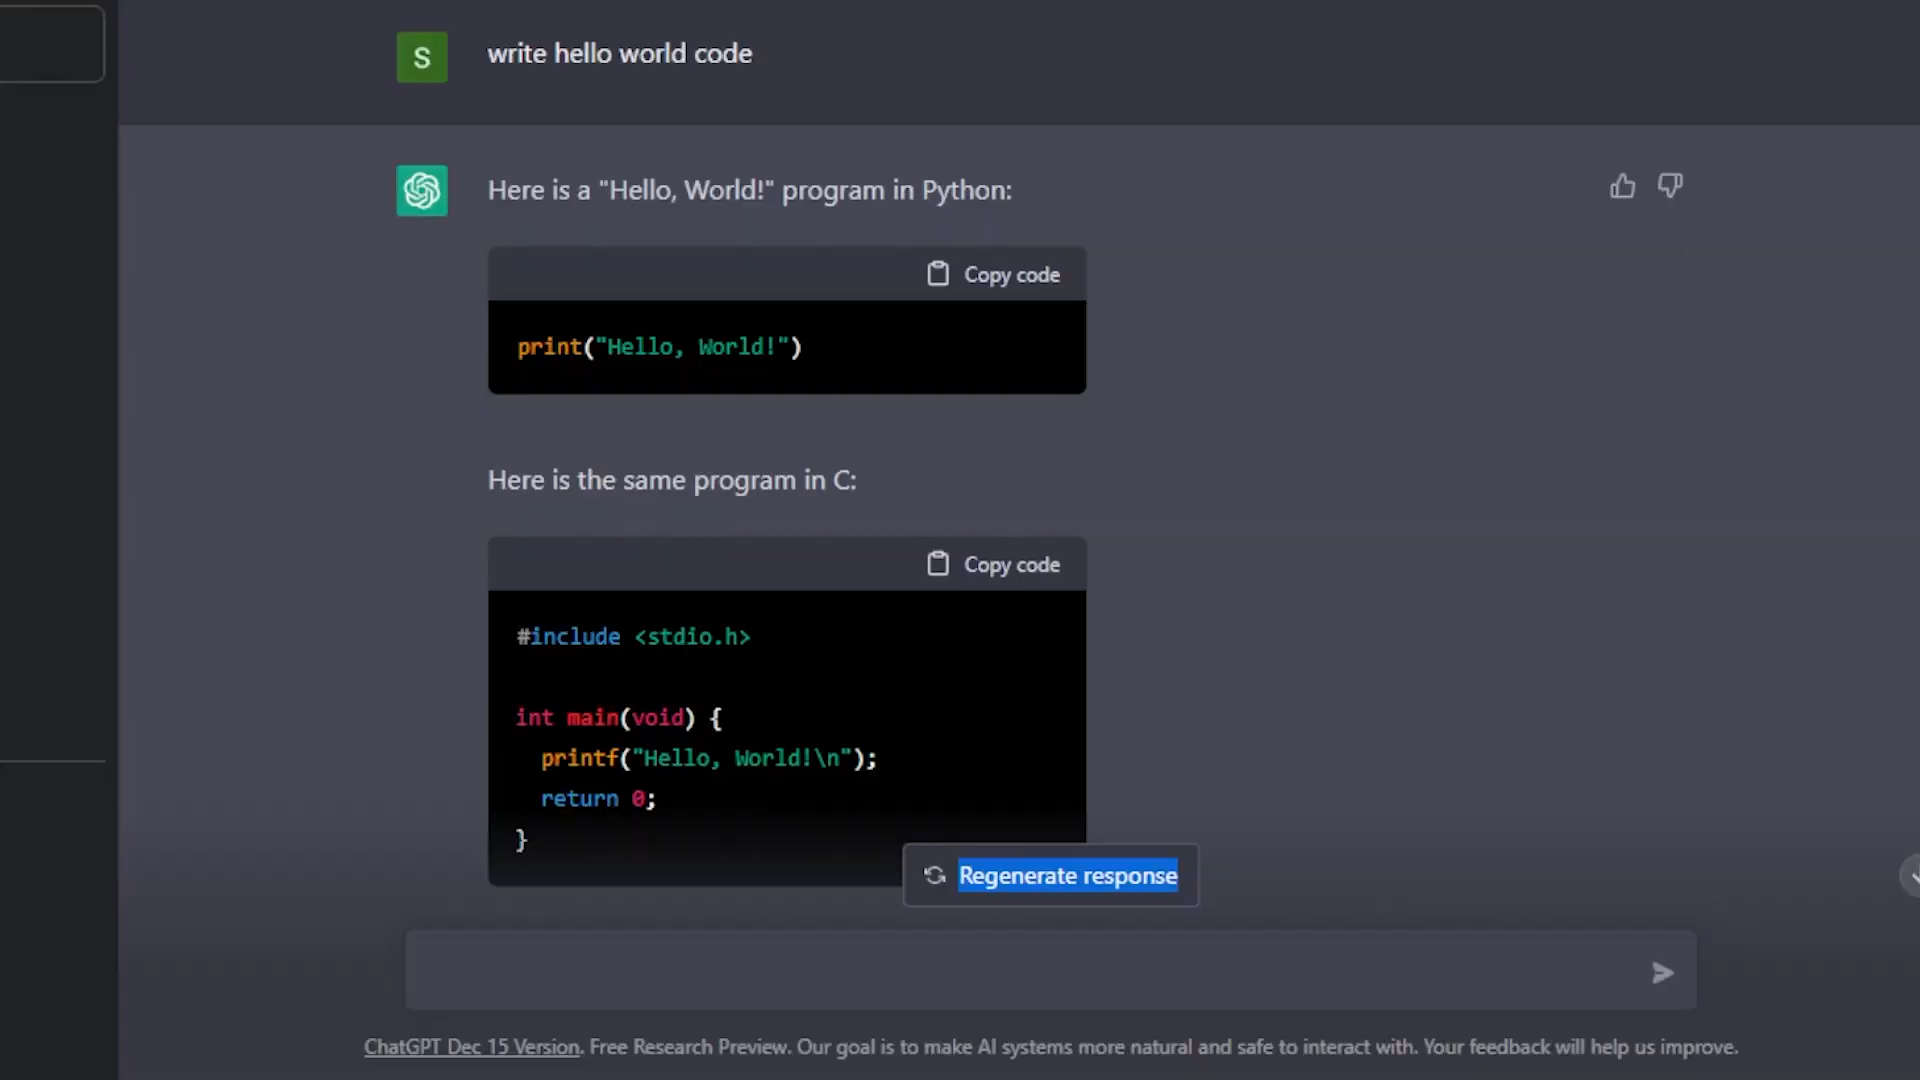 S
write hello world code
Here is a "Hello, World!" program in Python:
Copy code
print("Hello, World!")
Here is the same program in C:
Copy code
#include <stdio.h>
int main(void) {
printf("Hello, World!\n");
return 0;
}
Regenerate response
ChatGPT Dec 15 Version. Free Research Preview. Our goal is to make AI systems more natural and safe to interact with. Your feedback will help us improve.